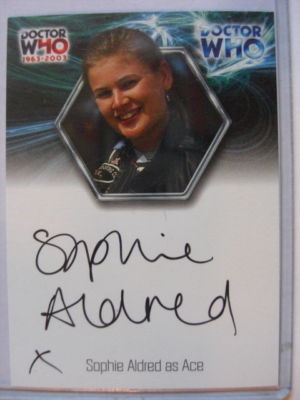 DOCTOR WHO
1963-2003
DOCTOR WHO
Sophie
Aldred
x
Sophie Aldred as Ace